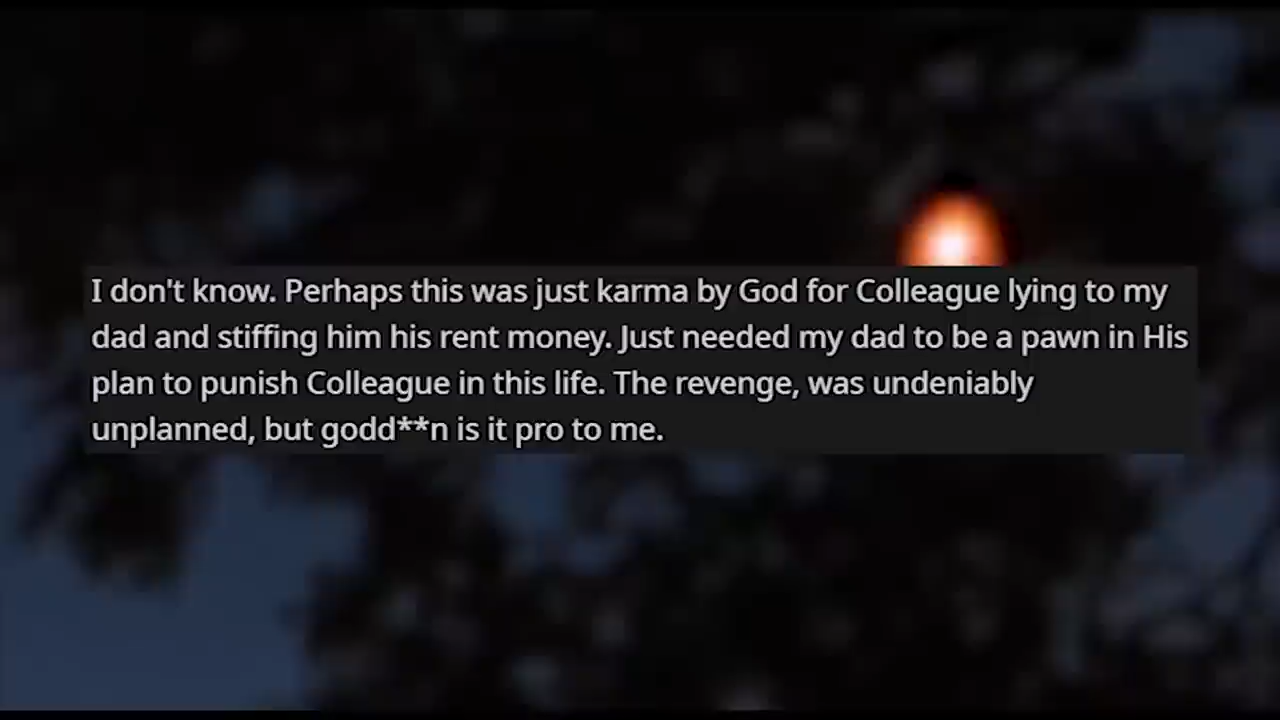 I don't know. Perhaps this was just karma by God for Colleague lying to my
dad and stiffing him his rent money. Just needed my dad to be a pawn in His
plan to punish Colleague in this life. The revenge, was undeniably
unplanned, but godd**n is it pro to me.